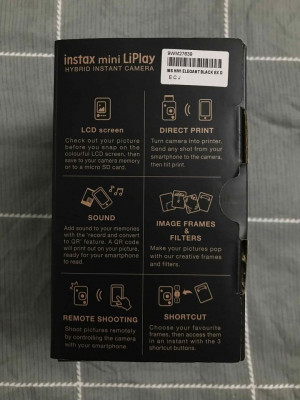 instax mini LiPlay
HYBRID INSTANT CAMERA
LCD screen
Check out your picture
before you snap on the
colourful LCD screen, then
save to your camera memory
or to a micro SD card.
DIRECT PRINT
Turn camera into printer.
Send any shot from your
smartphone to the camera,
then hit print.
SOUND
Add sound to your memories
with the 'record and convert
to QR' feature. A QR code
will print out on your picture,
ready for your smartphone
to read.
IMAGE FRAMES
&
FILTERS
Make your pictures pop
with our creative frames
and filters.
REMOTE SHOOTING
Shoot pictures remotely
by controlling the camera
with your smartphone.
SHORTCUT
Choose your favourite
frames, then access them
in an instant with the 3
shortcut buttons.
ELEGANT BLACK EX D